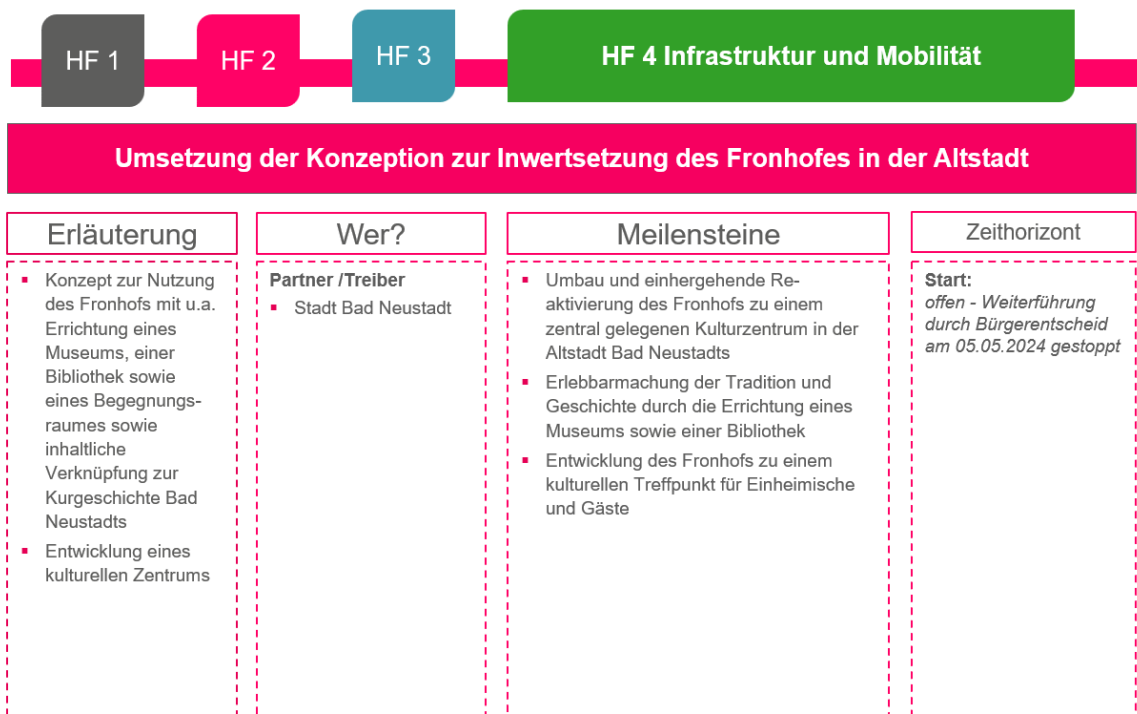 HF 1
HF 2
HF 3
HF 4 Infrastruktur und Mobilität
Umsetzung der Konzeption zur Inwertsetzung des Fronhofes in der Altstadt
Erläuterung
▪ Konzept zur Nutzung
des Fronhofs mit u.a.
Errichtung eines
Museums, einer
Bibliothek sowie
eines Begegnungs-
raumes sowie
inhaltliche
Verknüpfung zur
Kurgeschichte Bad
Neustadts
▪ Entwicklung eines
kulturellen Zentrums
Wer?
Partner /Treiber
▪ Stadt Bad Neustadt
Meilensteine
▪ Umbau und einhergehende Re-
aktivierung des Fronhofs zu einem
zentral gelegenen Kulturzentrum in der
Altstadt Bad Neustadts
▪ Erlebbarmachung der Tradition und
Geschichte durch die Errichtung eines
Museums sowie einer Bibliothek
▪ Entwicklung des Fronhofs zu einem
kulturellen Treffpunkt für Einheimische
und Gäste
Zeithorizont
Start:
offen - Weiterführung
durch Bürgerentscheid
am 05.05.2024 gestoppt